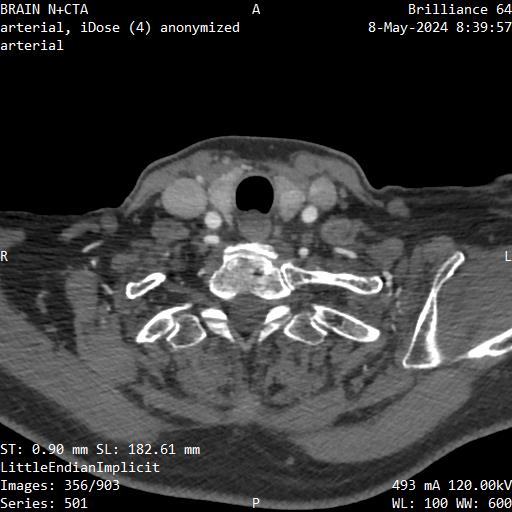 BRAIN N+CTA
arterial, iDose (4) anonymized
arterial
A
Brilliance 64
8-May-2024 8:39:57
R
L
ST: 0.90 mm SL: 182.61 mm
LittleEndianImplicit
Images: 356/903
Series: 501
P
493 mA 120.00kV
WL: 100 WW: 600